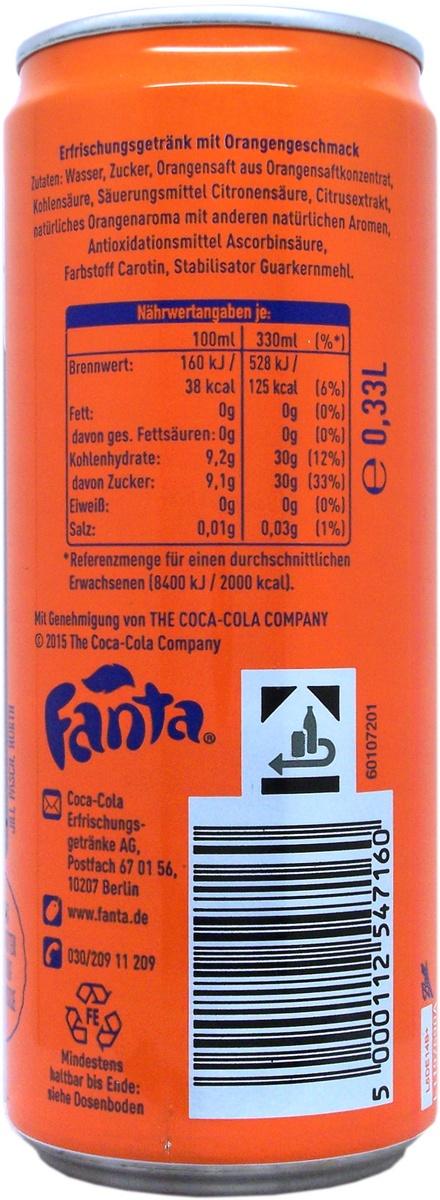 Erfrischungsgetränk mit Orangengeschmack
Zutaten: Wasser, Zucker, Orangensaft aus Orangensaftkonzentrat,
Kohlensäure, Säuerungsmittel Citronensäure, Citrusextrakt,
natürliches Orangenaroma mit anderen natürlichen Aromen,
Antioxidationsmittel Ascorbinsäure,
Farbstoff Carotin, Stabilisator Guarkernmehl.
Nährwertangaben je:
100ml 330ml (%*)
Brennwert: 160 kJ / 528 kJ /
38 kcal 125 kcal (6%)
Fett: 0g 0g (0%)
davon ges. Fettsäuren: 0g 0g (0%)
Kohlenhydrate: 9,2g 30g (12%)
davon Zucker: 9,1g 30g (33%)
Eiweiß: 0g 0g (0%)
Salz: 0,01g 0,03g (1%)
e 0,33L
*Referenzmenge für einen durchschnittlichen
Erwachsenen (8400 kJ / 2000 kcal).
Mit Genehmigung von THE COCA-COLA COMPANY
© 2015 The Coca-Cola Company
Fanta®
60107201
Coca-Cola
Erfrischungs-
getränke AG,
Postfach 67 01 56,
10207 Berlin
www.fanta.de
030/209 11 209
FE
Mindestens
haltbar bis Ende:
siehe Dosenboden
5 000112 547160
Ball